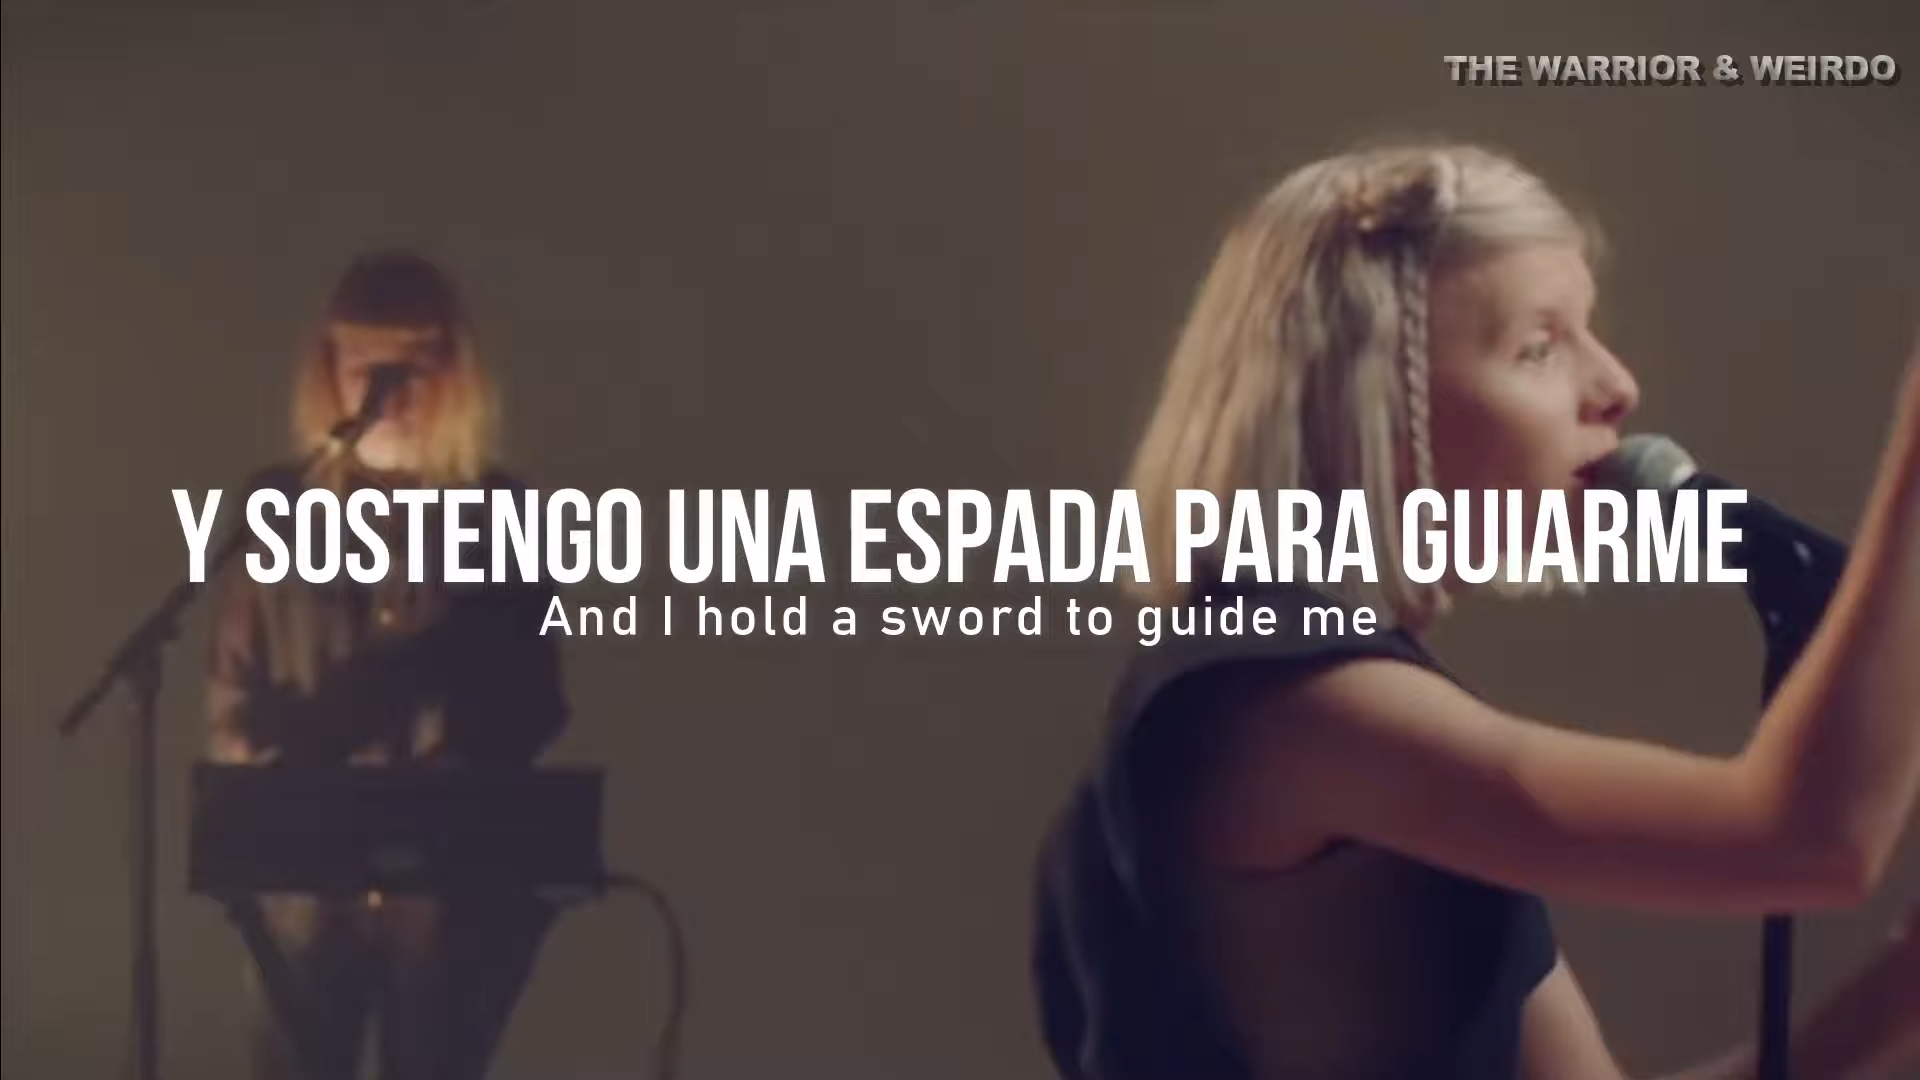 THE WARRIOR & WEIRDO
Y SOSTENGO UNA ESPADA PARA GUIARME
And I hold a sword to guide me